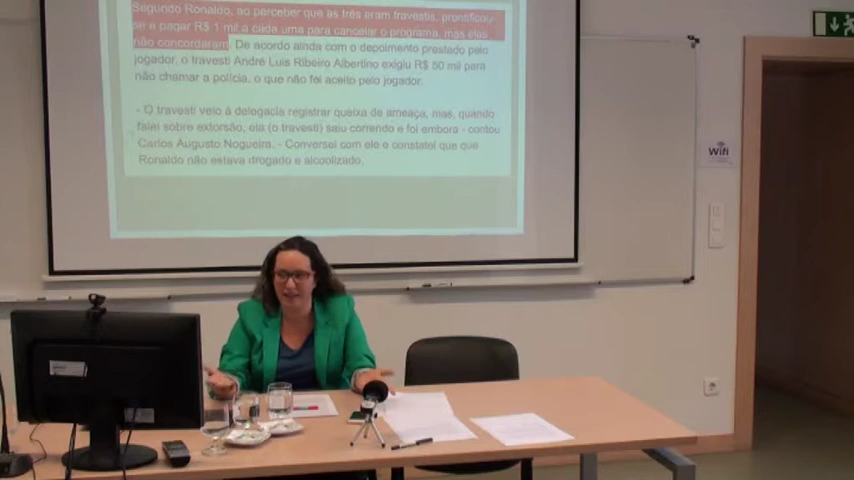 Segundo Ronaldo, ao perceber que as três eram travestis, prontificou-
se a pagar R$ 1 mil a cada uma para cancelar o programa, mas elas
não concordaram. De acordo ainda com o depoimento prestado pelo
jogador, o travesti André Luis Ribeiro Albertino exigiu R$ 50 mil para
não chamar a polícia, o que não foi aceito pelo jogador.
- O travesti veio à delegacia registrar queixa de ameaça, mas, quando
falei sobre extorsão, ela (o travesti) saiu correndo e foi embora - contou
Carlos Augusto Nogueira. - Conversei com ele e constatei que que
Ronaldo não estava drogado e alcoolizado.
Wifi